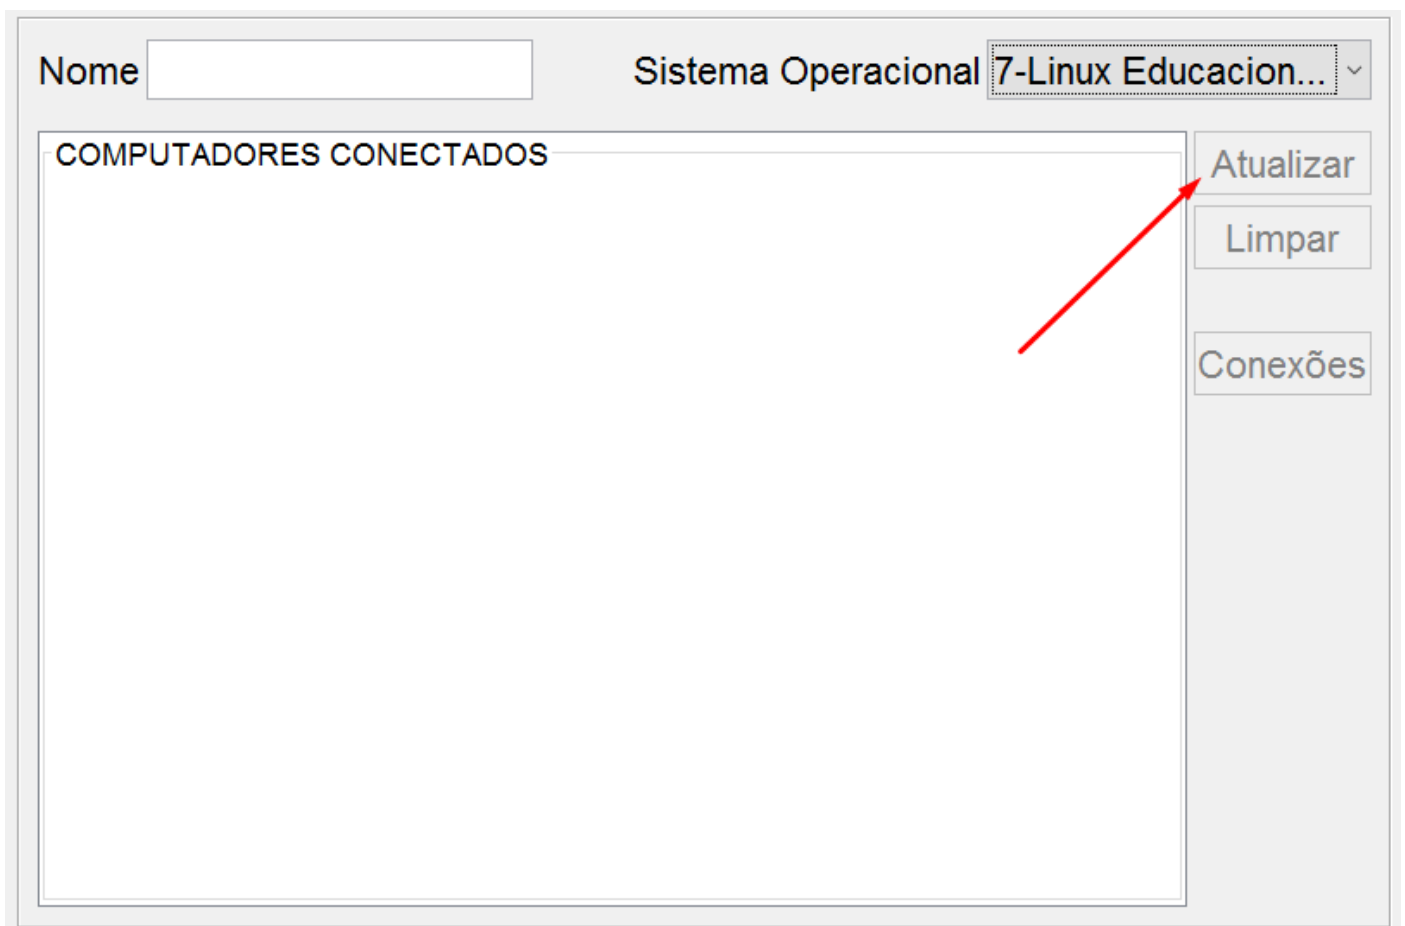 Nome Sistema Operacional 7-Linux Educacion...
COMPUTADORES CONECTADOS
Atualizar
Limpar
Conexões